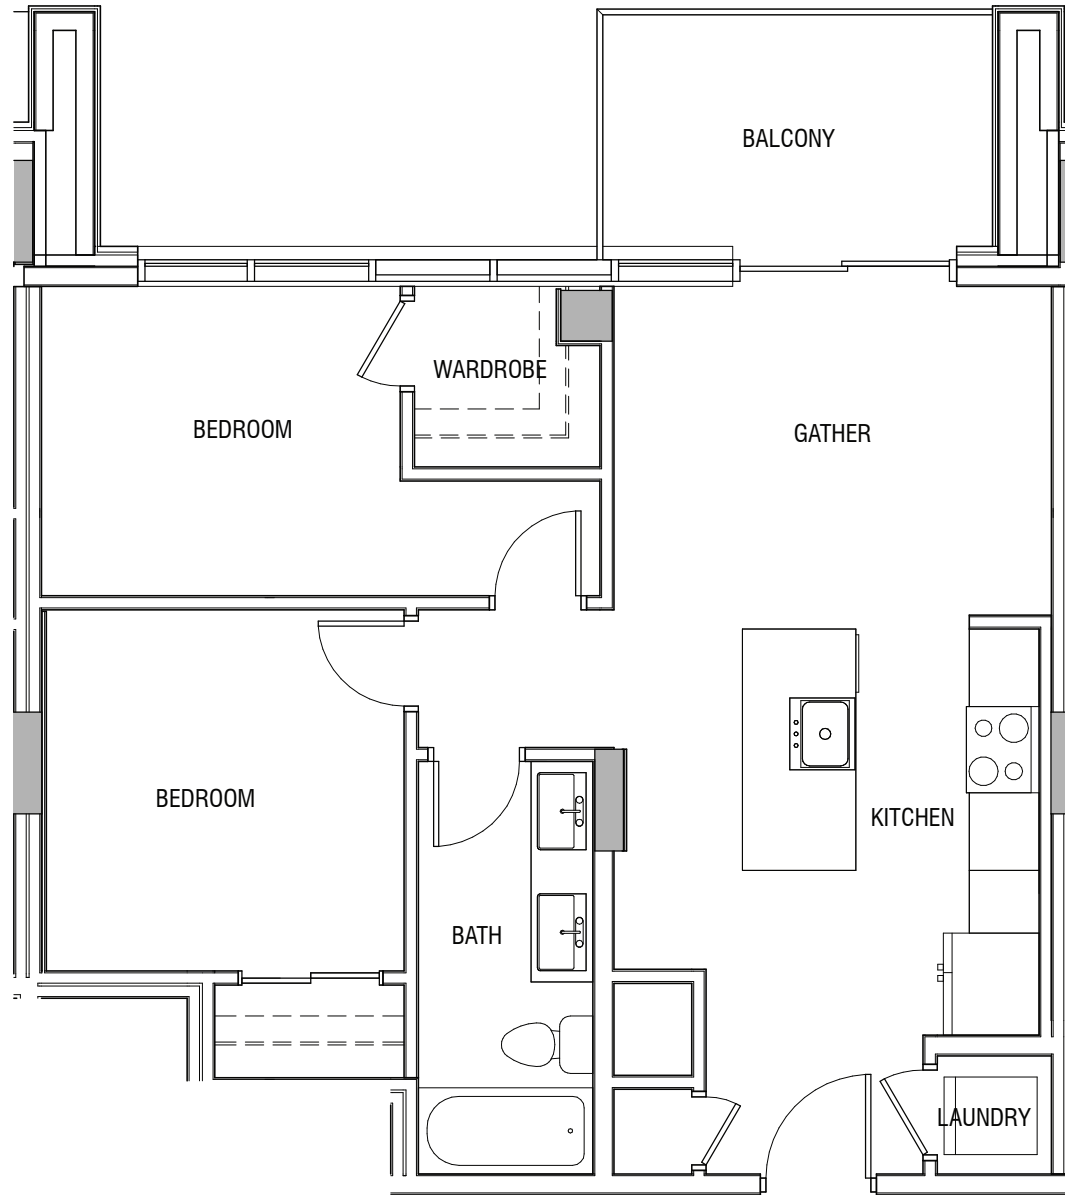 BALCONY
WARDROBE
BEDROOM
GATHER
BEDROOM
KITCHEN
BATH
LAUNDRY